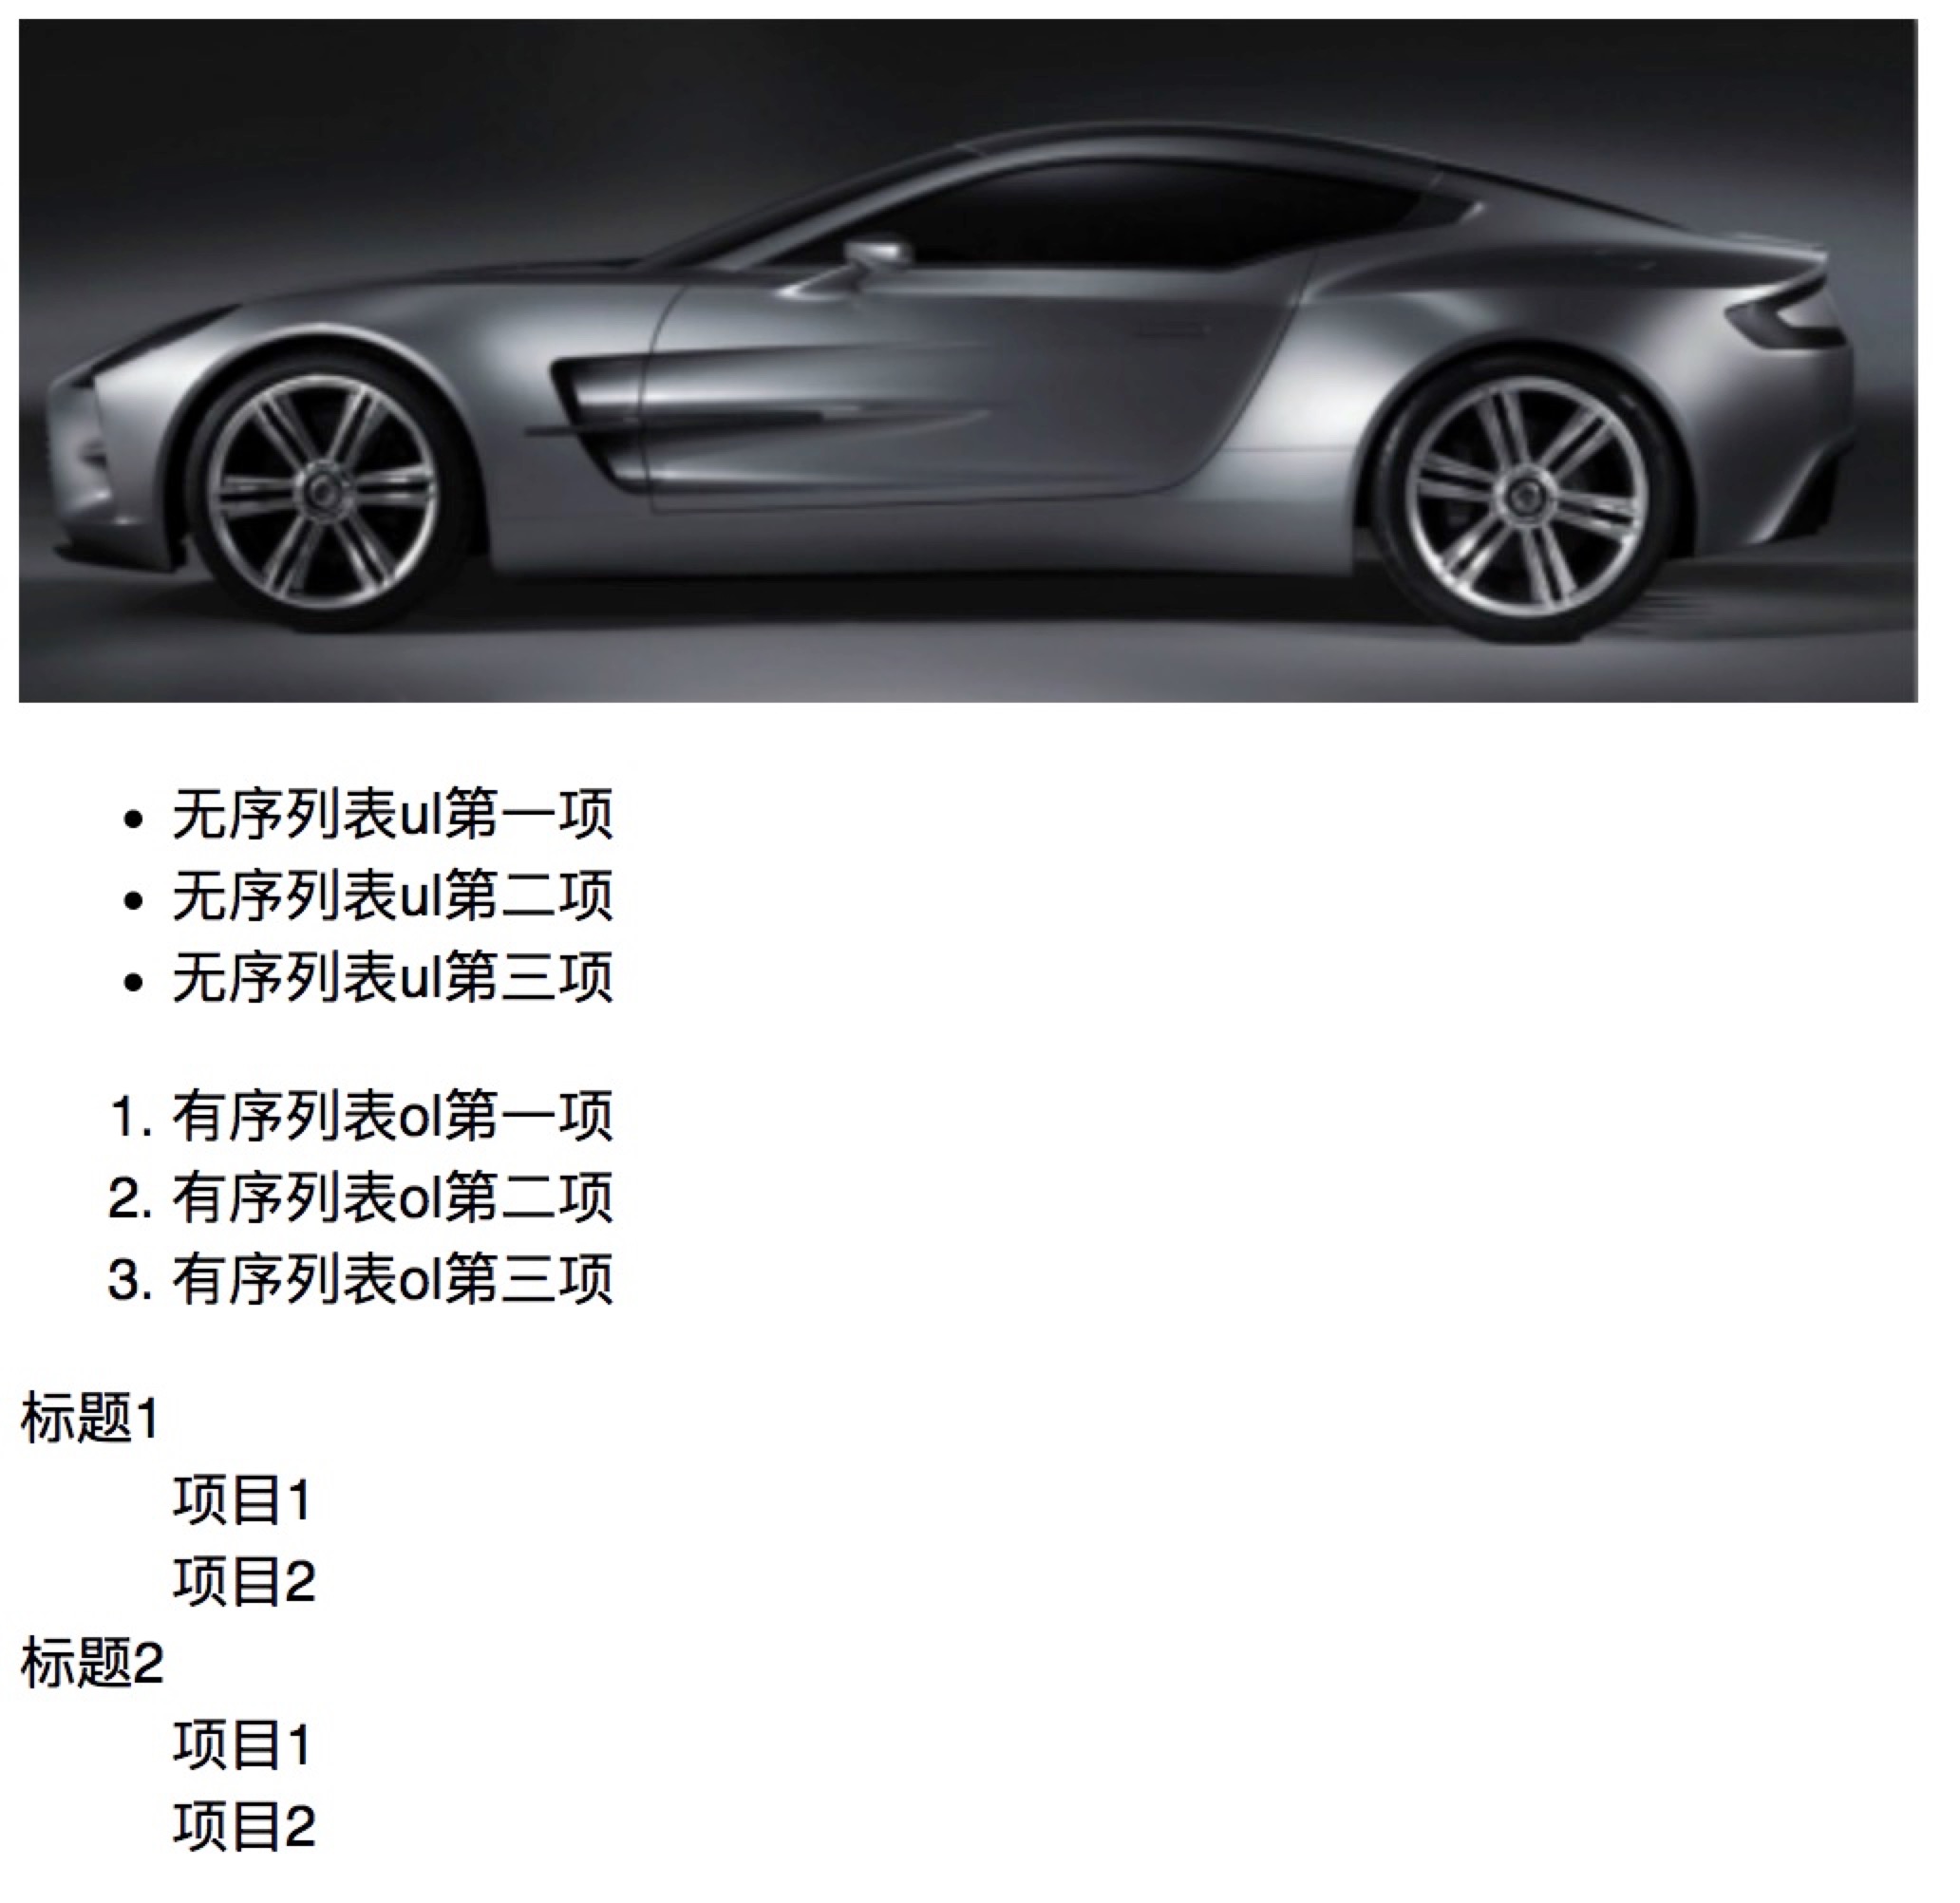 • 无序列表ul第一项
• 无序列表ul第二项
• 无序列表ul第三项
1. 有序列表ol第一项
2. 有序列表ol第二项
3. 有序列表ol第三项
标题1
项目1
项目2
标题2
项目1
项目2